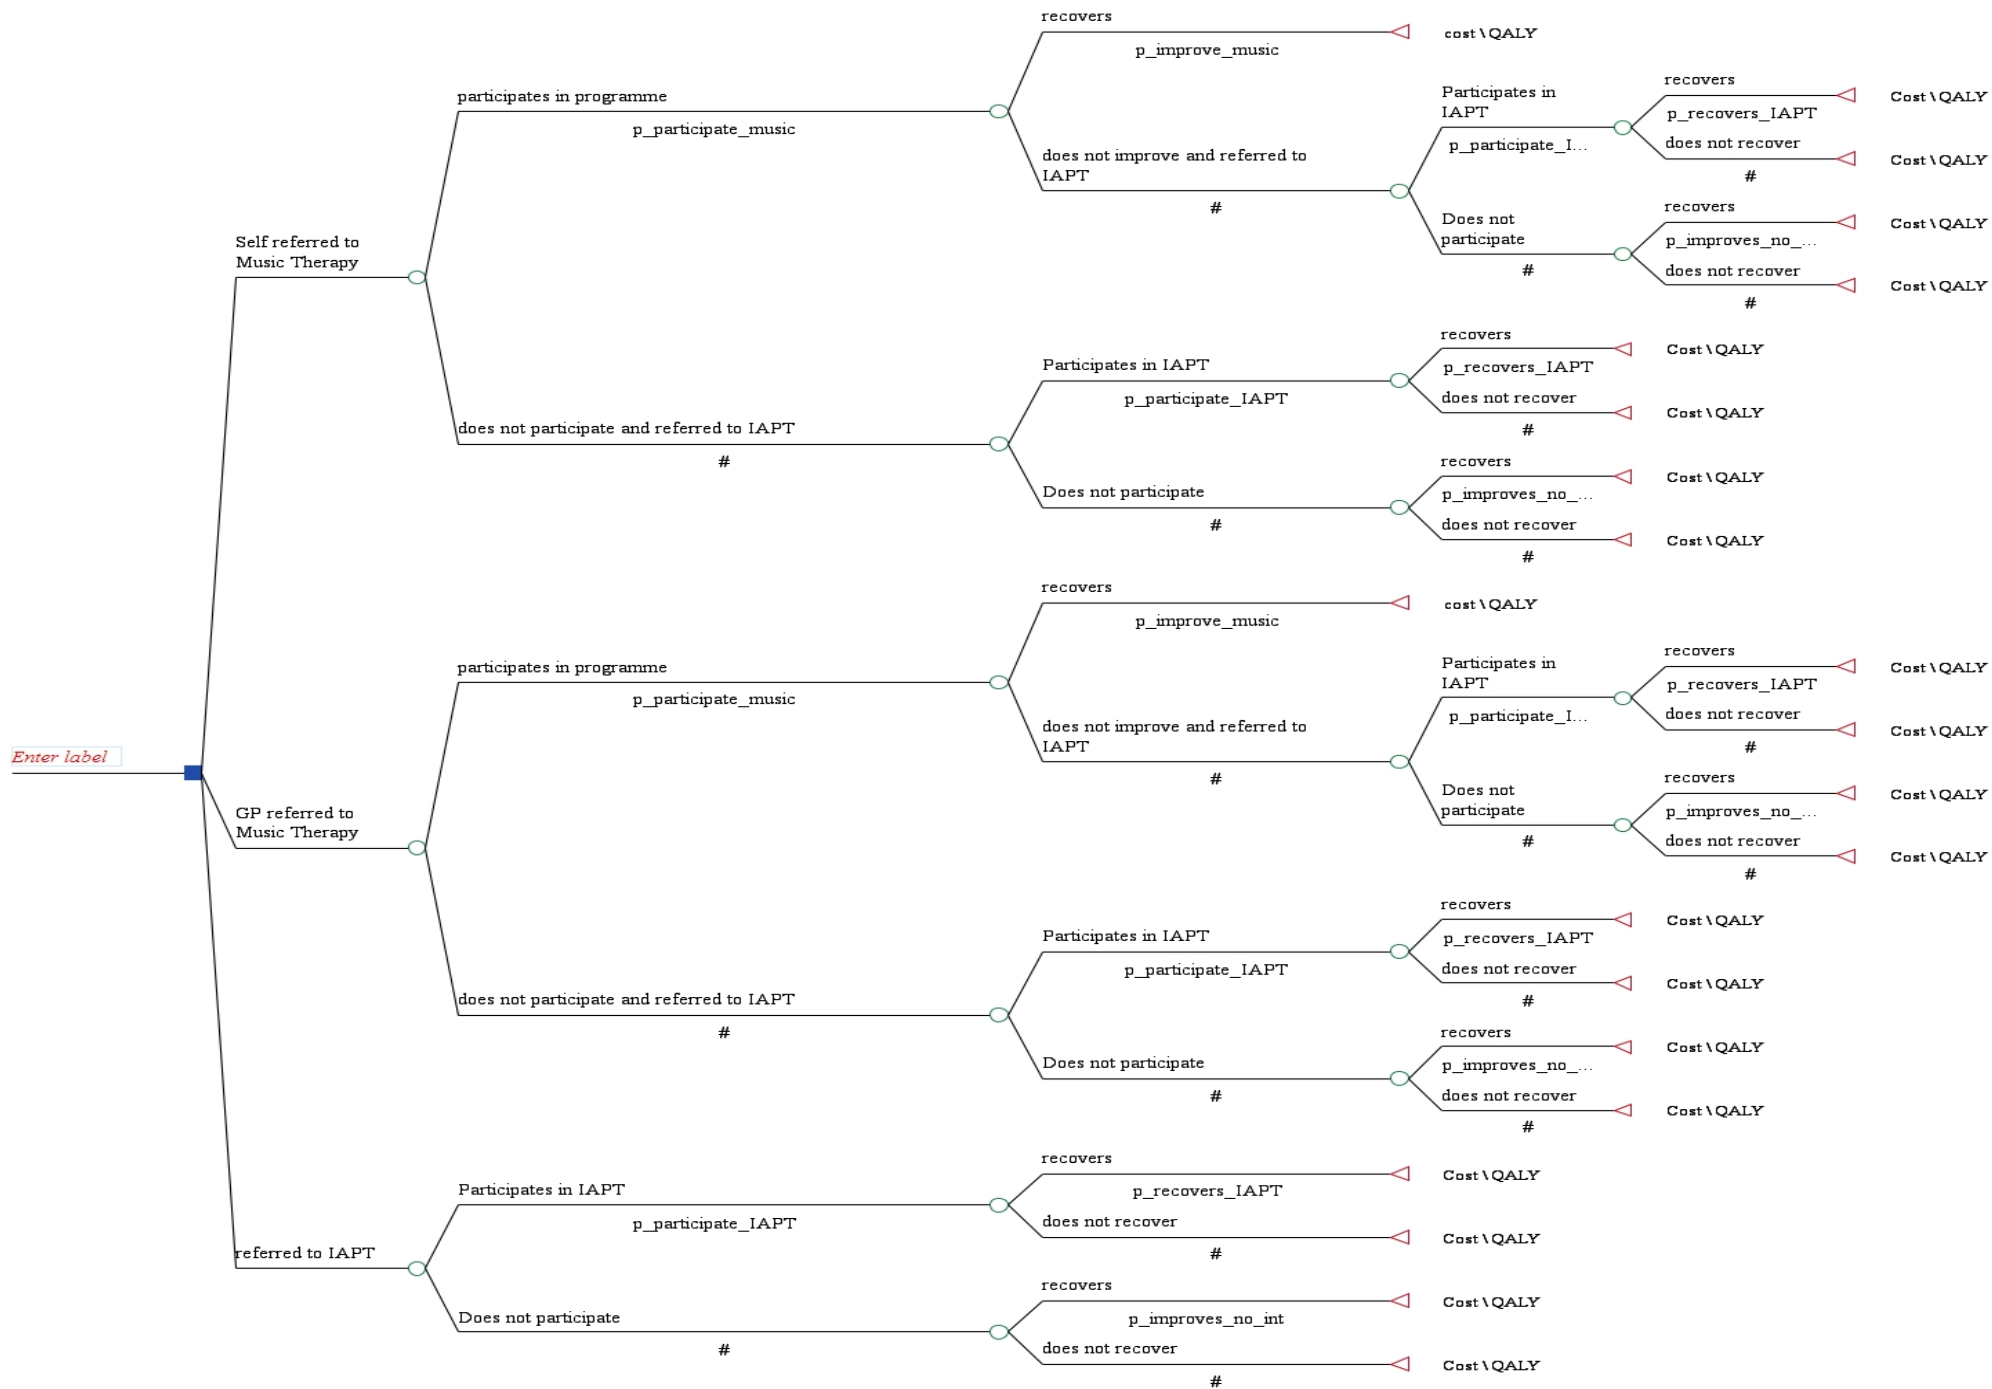 recovers
p_improve_music
cost\QALY
participates in programme
p_participate_music
Participates in
IAPT
p_participate_I...
recovers
p_recovers_IAPT
Cost\QALY
does not recover
#
Cost\QALY
does not improve and referred to
IAPT
#
Does not
participate
#
recovers
p_improves_no_...
Cost\QALY
does not recover
#
Cost\QALY
Self referred to
Music Therapy
does not participate and referred to IAPT
#
Participates in IAPT
p_participate_IAPT
recovers
p_recovers_IAPT
Cost\QALY
does not recover
#
Cost\QALY
Does not participate
#
recovers
p_improves_no_...
Cost\QALY
does not recover
#
Cost\QALY
Enter label
GP referred to
Music Therapy
participates in programme
p_participate_music
recovers
p_improve_music
cost\QALY
does not improve and referred to
IAPT
#
Participates in
IAPT
p_participate_I...
recovers
p_recovers_IAPT
Cost\QALY
does not recover
#
Cost\QALY
Does not
participate
#
recovers
p_improves_no_...
Cost\QALY
does not recover
#
Cost\QALY
does not participate and referred to IAPT
#
Participates in IAPT
p_participate_IAPT
recovers
p_recovers_IAPT
Cost\QALY
does not recover
#
Cost\QALY
Does not participate
#
recovers
p_improves_no_...
Cost\QALY
does not recover
#
Cost\QALY
referred to IAPT
Participates in IAPT
p_participate_IAPT
recovers
p_recovers_IAPT
Cost\QALY
does not recover
#
Cost\QALY
Does not participate
#
recovers
p_improves_no_int
Cost\QALY
does not recover
#
Cost\QALY